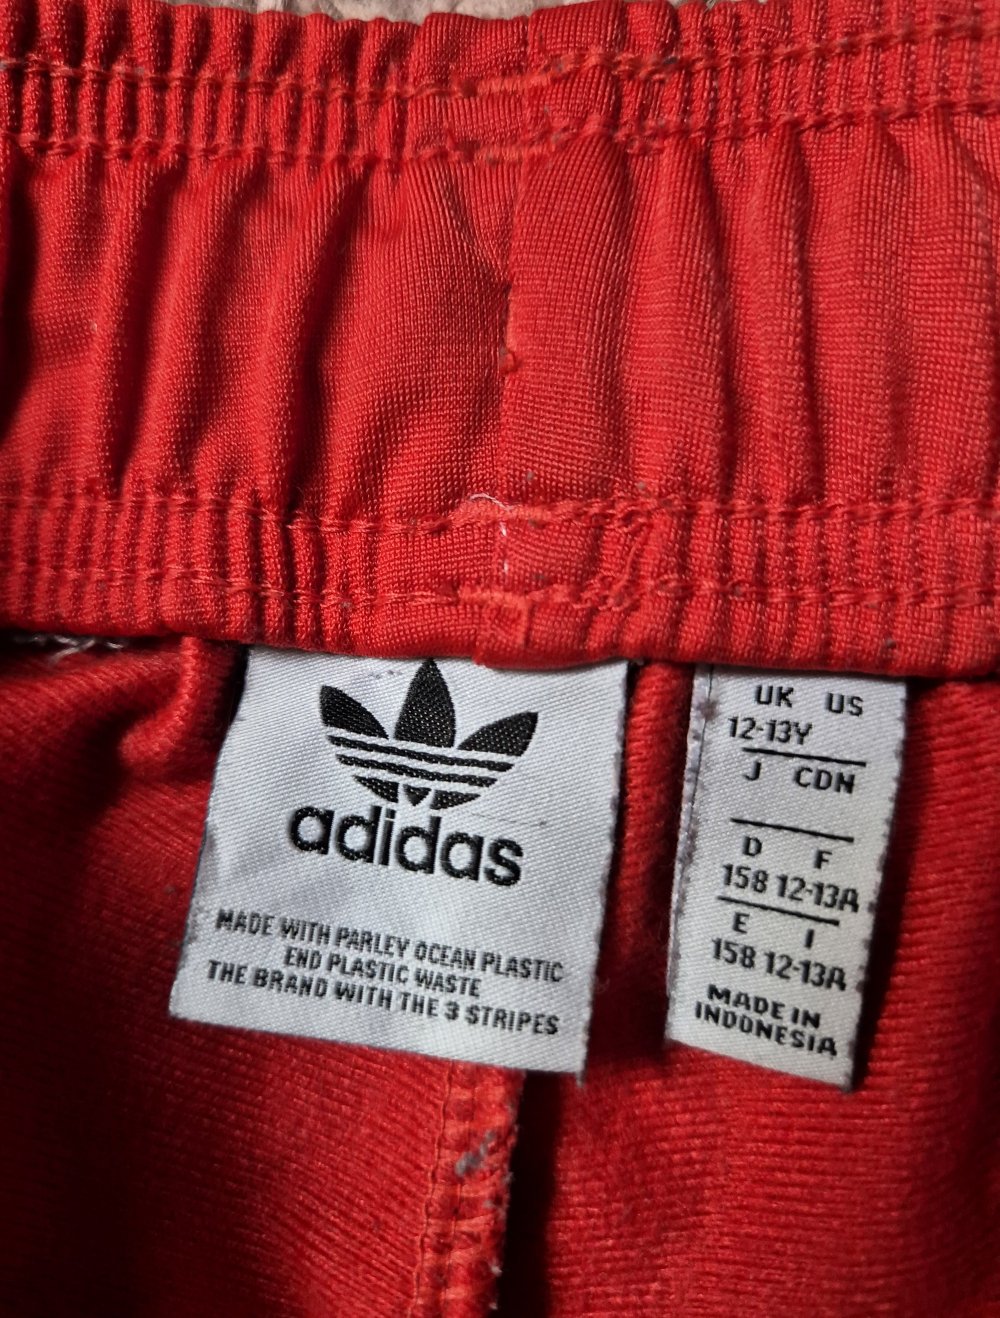 adidas
MADE WITH PARLEY OCEAN PLASTIC
END PLASTIC WASTE
THE BRAND WITH THE 3 STRIPES
UK US
12-13Y
J CDN
D F
158 12-13A
E I
158 12-13A
MADE IN
INDONESIA